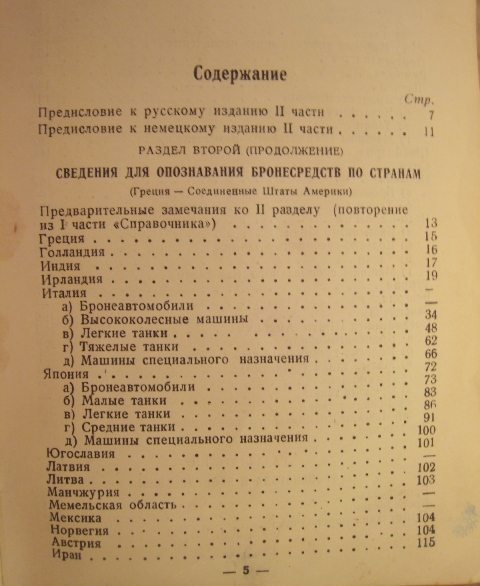 Содержание
Стр.
Предисловие к русскому изданию II части . . . . . . 7
Предисловие к немецкому изданию II части . . . . . . 11
РАЗДЕЛ ВТОРОЙ (ПРОДОЛЖЕНИЕ)
СВЕДЕНИЯ ДЛЯ ОПОЗНАВАНИЯ БРОНЕСРЕДСТВ ПО СТРАНАМ
(Греция — Соединенные Штаты Америки)
Предварительные замечания ко II разделу (повторение
из I части «Справочника») . . . . . . . . . . 13
Греция . . . . . . . . . . 15
Голландия . . . . . . . . . . 16
Индия . . . . . . . . . . 17
Ирландия . . . . . . . . . . 19
Италия . . . . . . . . . . —
а) Бронеавтомобили . . . . . . . . . . 34
б) Высококолесные машины . . . . . . . . . . 48
в) Легкие танки . . . . . . . . . . 62
г) Тяжелые танки . . . . . . . . . . 66
д) Машины специального назначения . . . . . . 72
Япония . . . . . . . . . . 73
а) Бронеавтомобили . . . . . . . . . . 83
б) Малые танки . . . . . . . . . . 86
в) Легкие танки . . . . . . . . . . 91
г) Средние танки . . . . . . . . . . 100
д) Машины специального назначения . . . . . . 101
Югославия . . . . . . . . . . —
Латвия . . . . . . . . . . 102
Литва . . . . . . . . . . 103
Манчжурия . . . . . . . . . . —
Мемельская область . . . . . . . . . . —
Мексика . . . . . . . . . . 104
Норвегия . . . . . . . . . . 104
Австрия . . . . . . . . . . 115
Иран . . . . . . . . . .
— 5 —